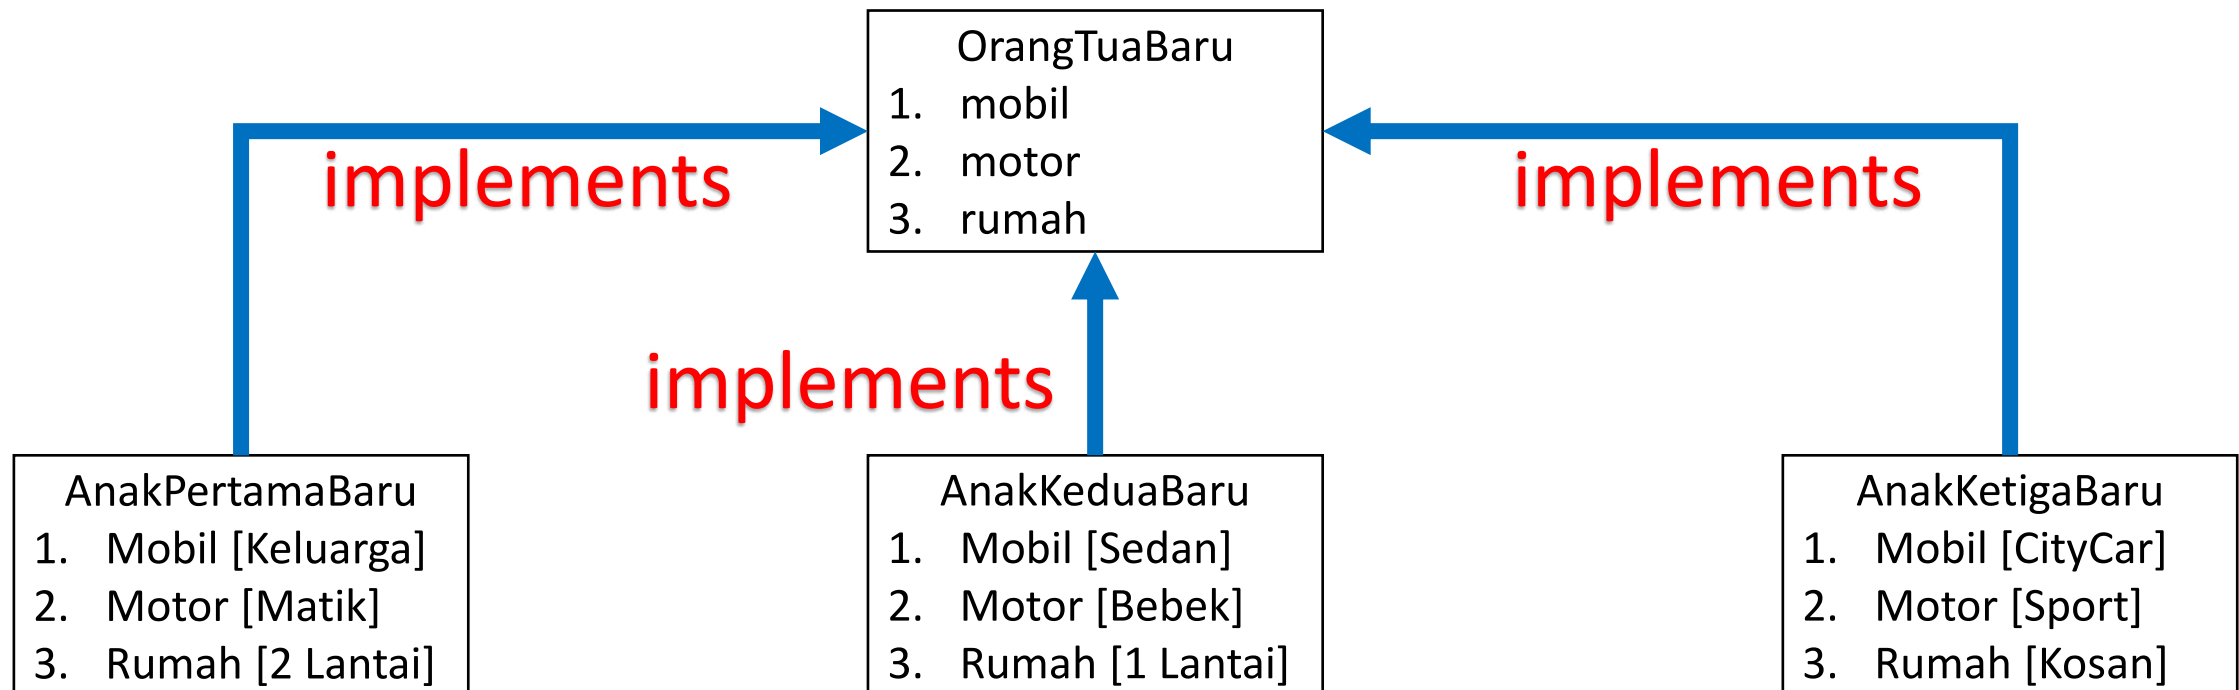 OrangTuaBaru
1. mobil
2. motor
3. rumah
implements
implements
implements
AnakPertamaBaru
1. Mobil [Keluarga]
2. Motor [Matik]
3. Rumah [2 Lantai]
AnakKeduaBaru
1. Mobil [Sedan]
2. Motor [Bebek]
3. Rumah [1 Lantai]
AnakKetigaBaru
1. Mobil [CityCar]
2. Motor [Sport]
3. Rumah [Kosan]